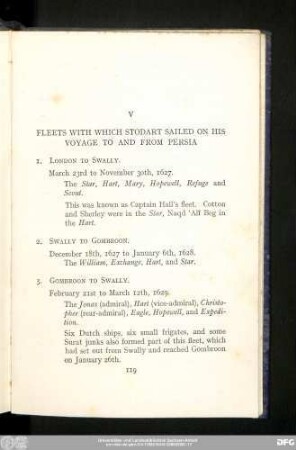 V
FLEETS WITH WHICH STODART SAILED ON HIS
VOYAGE TO AND FROM PERSIA
1. LONDON TO SWALLY.
March 23rd to November 30th, 1627.
The Star, Hart, Mary, Hopewell, Refuge and
Scout.
This was known as Captain Hall's fleet. Cotton
and Sherley were in the Star, Naqd 'Alī Beg in
the Hart.
2. SWALLY TO GOMBROON.
December 18th, 1627 to January 6th, 1628.
The William, Exchange, Hart, and Star.
3. GOMBROON TO SWALLY.
February 21st to March 12th, 1629.
The Jonas (admiral), Hart (vice-admiral), Christo-
pher (rear-admiral), Eagle, Hopewell, and Expedi-
tion.
Six Dutch ships, six small frigates, and some
Surat junks also formed part of this fleet, which
had set out from Swally and reached Gombroon
on January 26th.
129
DFG